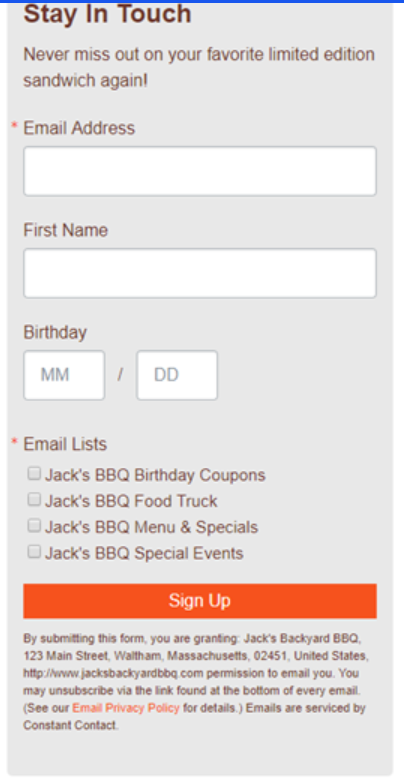 Stay In Touch
Never miss out on your favorite limited edition
sandwich again!
* Email Address
First Name
Birthday
MM / DD
* Email Lists
Jack's BBQ Birthday Coupons
Jack's BBQ Food Truck
Jack's BBQ Menu & Specials
Jack's BBQ Special Events
Sign Up
By submitting this form, you are granting: Jack's Backyard BBQ,
123 Main Street, Waltham, Massachusetts, 02451, United States,
http://www.jacksbackyardbbq.com permission to email you. You
may unsubscribe via the link found at the bottom of every email.
(See our Email Privacy Policy for details.) Emails are serviced by
Constant Contact.